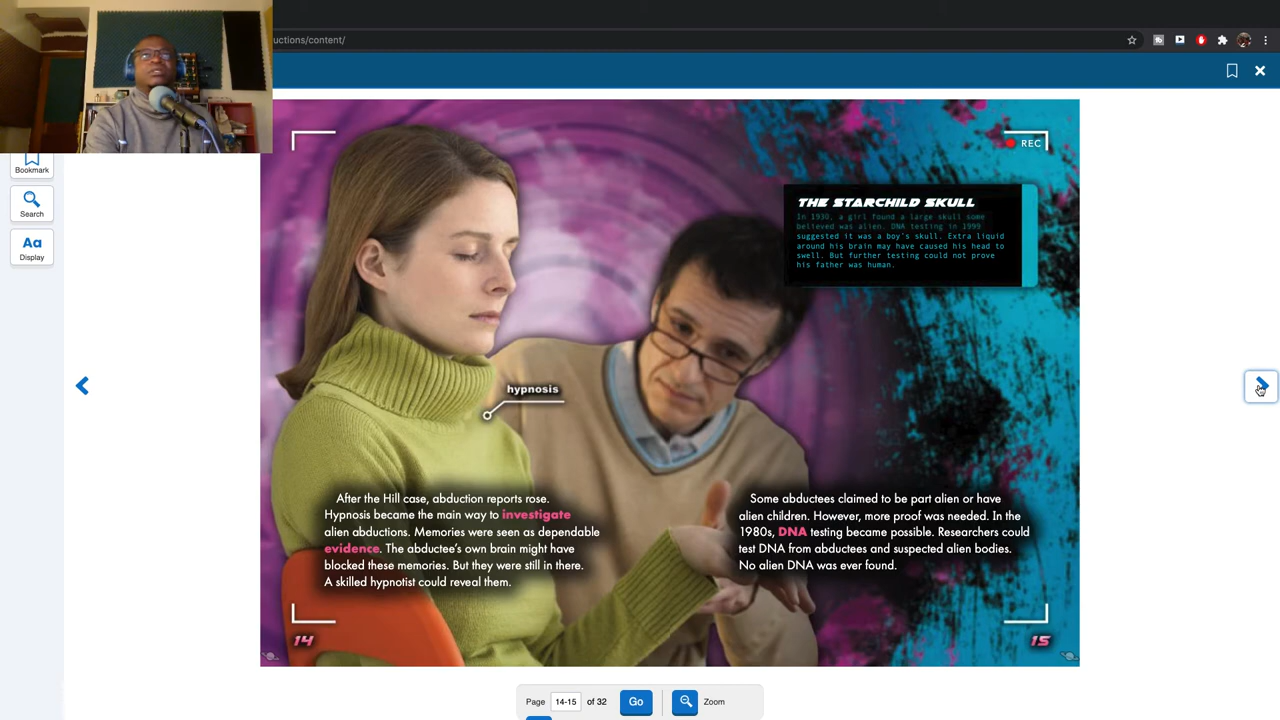 uctions/content/
Bookmark
Search
Aa
Display
REC
THE STARCHILD SKULL
In 1930, a girl found a large skull some
believed was alien. DNA testing in 1999
suggested it was a boy's skull. Extra liquid
around his brain may have caused his head to
swell. But further testing could not prove
his father was human.
hypnosis
After the Hill case, abduction reports rose.
Hypnosis became the main way to investigate
alien abductions. Memories were seen as dependable
evidence. The abductee's own brain might have
blocked these memories. But they were still in there.
A skilled hypnotist could reveal them.
Some abductees claimed to be part alien or have
alien children. However, more proof was needed. In the
1980s, DNA testing became possible. Researchers could
test DNA from abductees and suspected alien bodies.
No alien DNA was ever found.
14
15
Page 14-15 of 32 Go Zoom